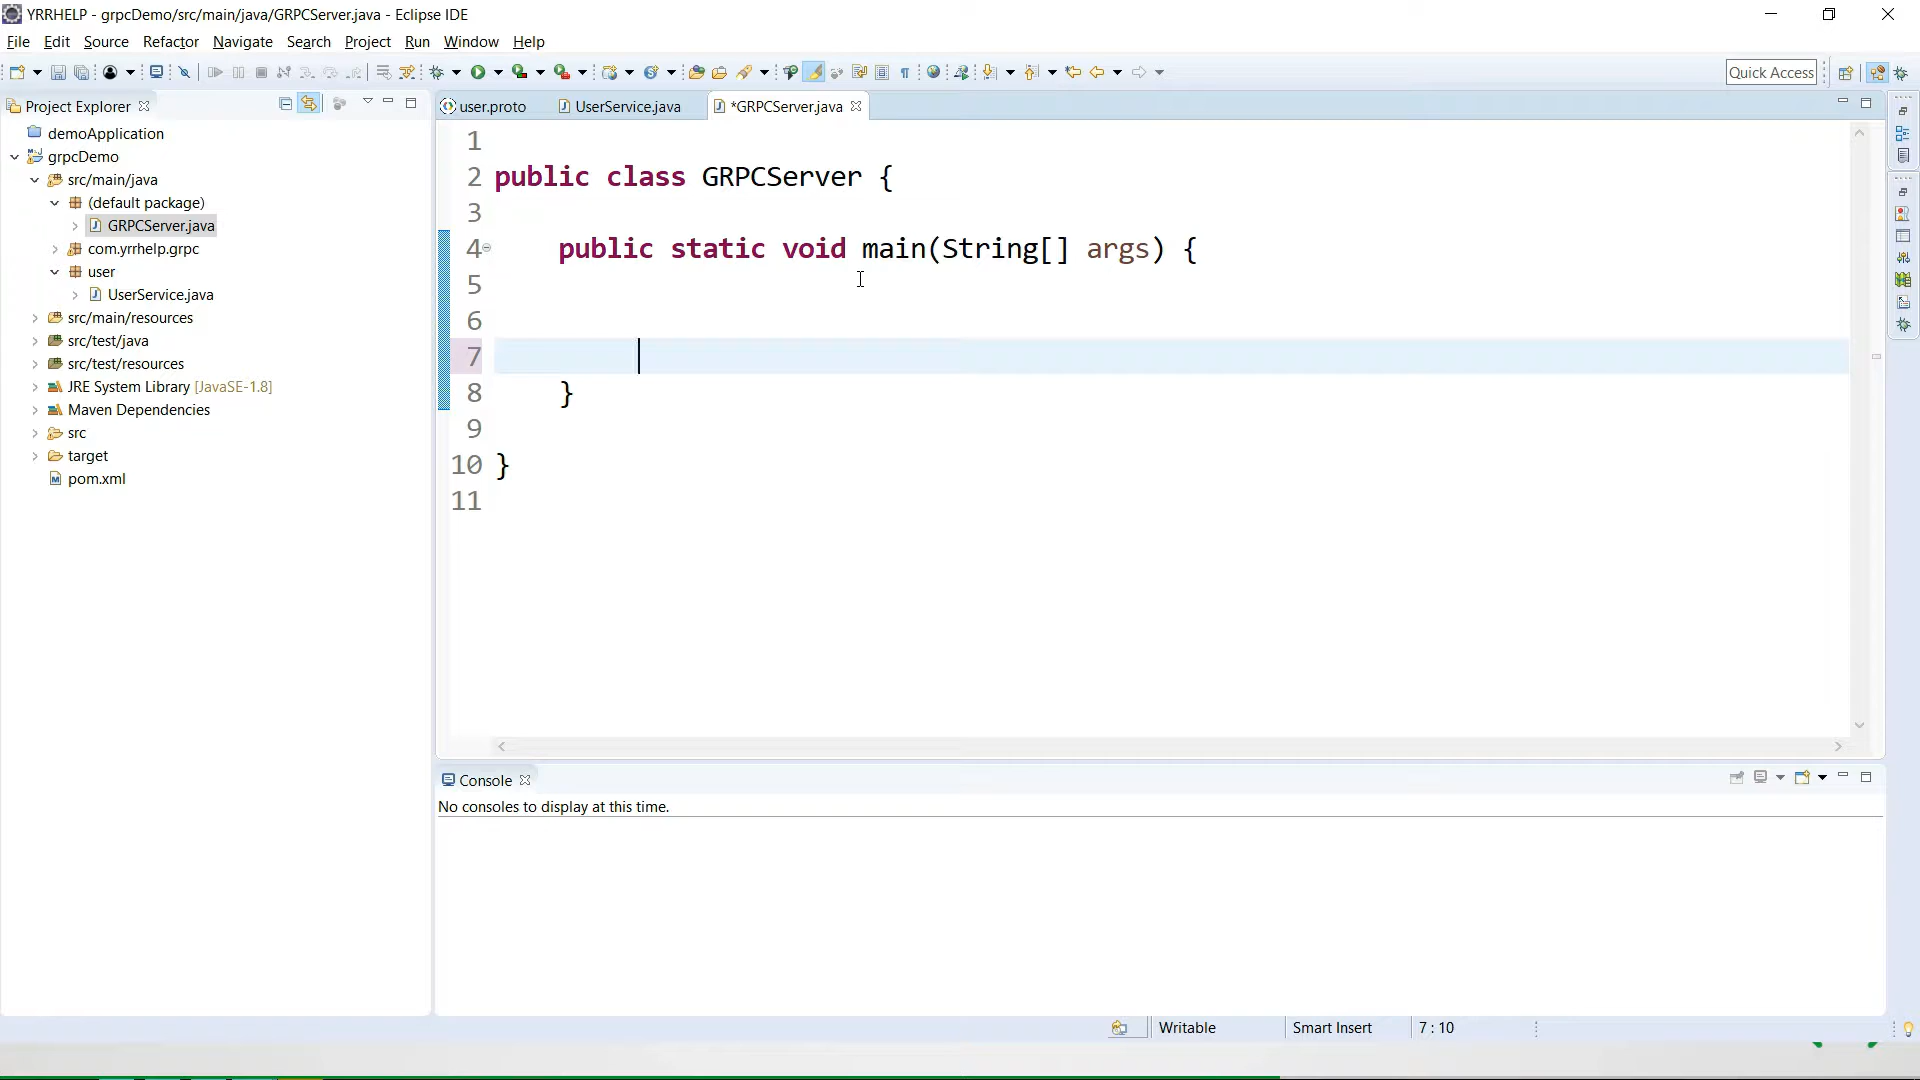 YRRHELP - grpcDemo/src/main/java/GRPCServer.java - Eclipse IDE
File Edit Source Refactor Navigate Search Project Run Window Help
Quick Access
Project Explorer
user.proto UserService.java *GRPCServer.java
demoApplication
grpcDemo
src/main/java
(default package)
GRPCServer.java
com.yrrhelp.grpc
user
UserService.java
src/main/resources
src/test/java
src/test/resources
JRE System Library [JavaSE-1.8]
Maven Dependencies
src
target
pom.xml
1
2 public class GRPCServer {
3
4 public static void main(String[] args) {
5
6
7
8 }
9
10 }
11
Console
No consoles to display at this time.
Writable Smart Insert 7 : 10